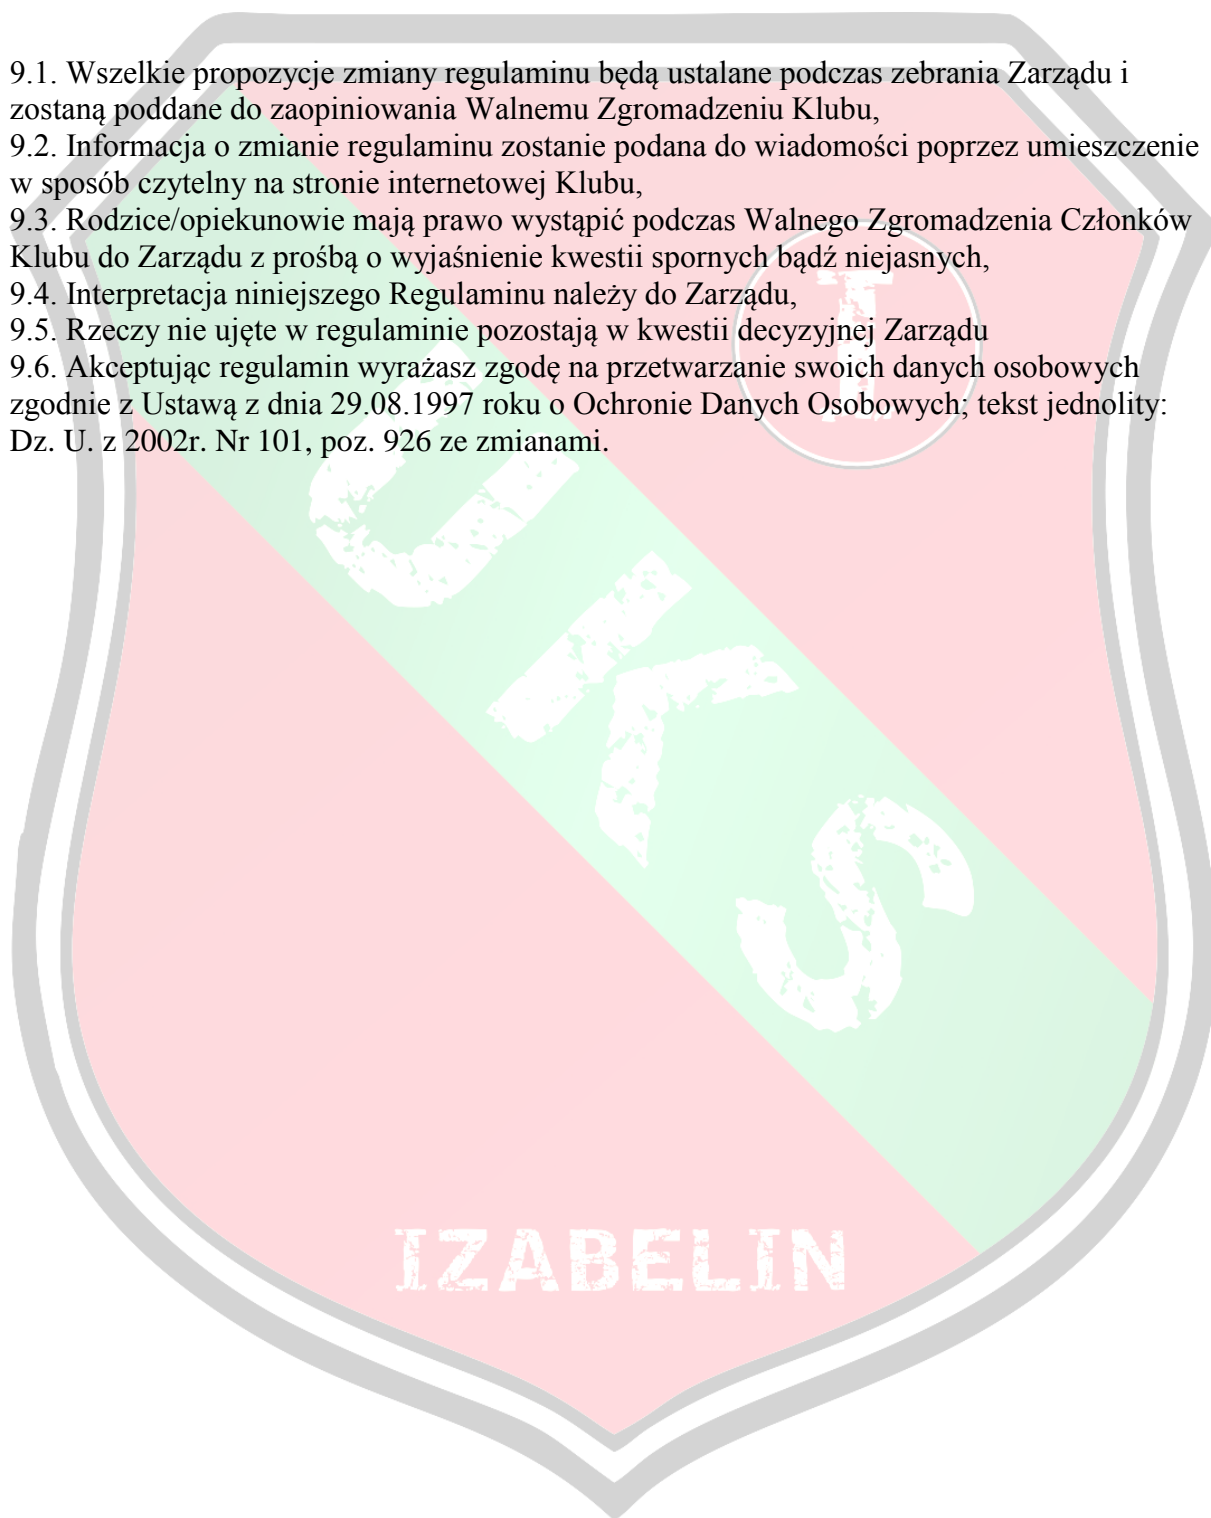 9.1. Wszelkie propozycje zmiany regulaminu będą ustalane podczas zebrania Zarządu i
zostaną poddane do zaopiniowania Walnemu Zgromadzeniu Klubu,
9.2. Informacja o zmianie regulaminu zostanie podana do wiadomości poprzez umieszczenie
w sposób czytelny na stronie internetowej Klubu,
9.3. Rodzice/opiekunowie mają prawo wystąpić podczas Walnego Zgromadzenia Członków
Klubu do Zarządu z prośbą o wyjaśnienie kwestii spornych bądź niejasnych,
9.4. Interpretacja niniejszego Regulaminu należy do Zarządu,
9.5. Rzeczy nie ujęte w regulaminie pozostają w kwestii decyzyjnej Zarządu
9.6. Akceptując regulamin wyrażasz zgodę na przetwarzanie swoich danych osobowych
zgodnie z Ustawą z dnia 29.08.1997 roku o Ochronie Danych Osobowych; tekst jednolity:
Dz. U. z 2002r. Nr 101, poz. 926 ze zmianami.
T
UKS
IZABELIN